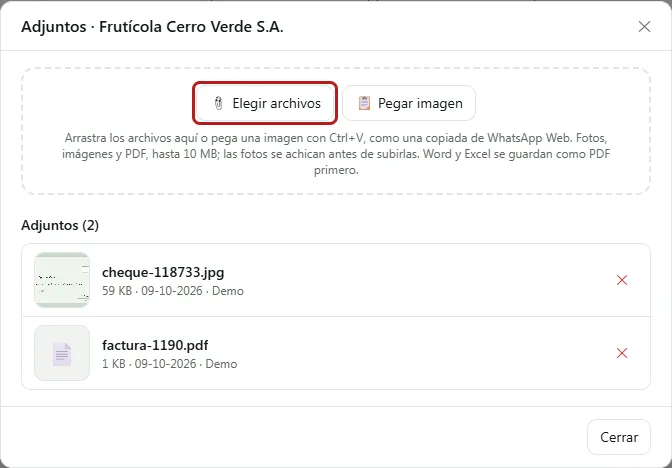 Adjuntos · Frutícola Cerro Verde S.A.
Elegir archivos
Pegar imagen
Arrastra los archivos aquí o pega una imagen con Ctrl+V, como una copiada de WhatsApp Web. Fotos,
imágenes y PDF, hasta 10 MB; las fotos se achican antes de subirlas. Word y Excel se guardan como PDF
primero.
Adjuntos (2)
cheque-118733.jpg
59 KB · 09-10-2026 · Demo
factura-1190.pdf
1 KB · 09-10-2026 · Demo
Cerrar